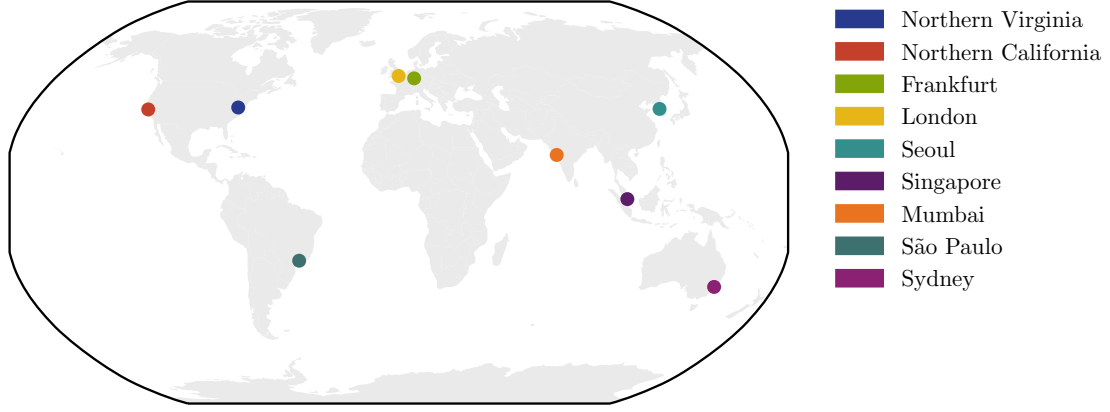 Northern Virginia
Northern California
Frankfurt
London
Seoul
Singapore
Mumbai
São Paulo
Sydney